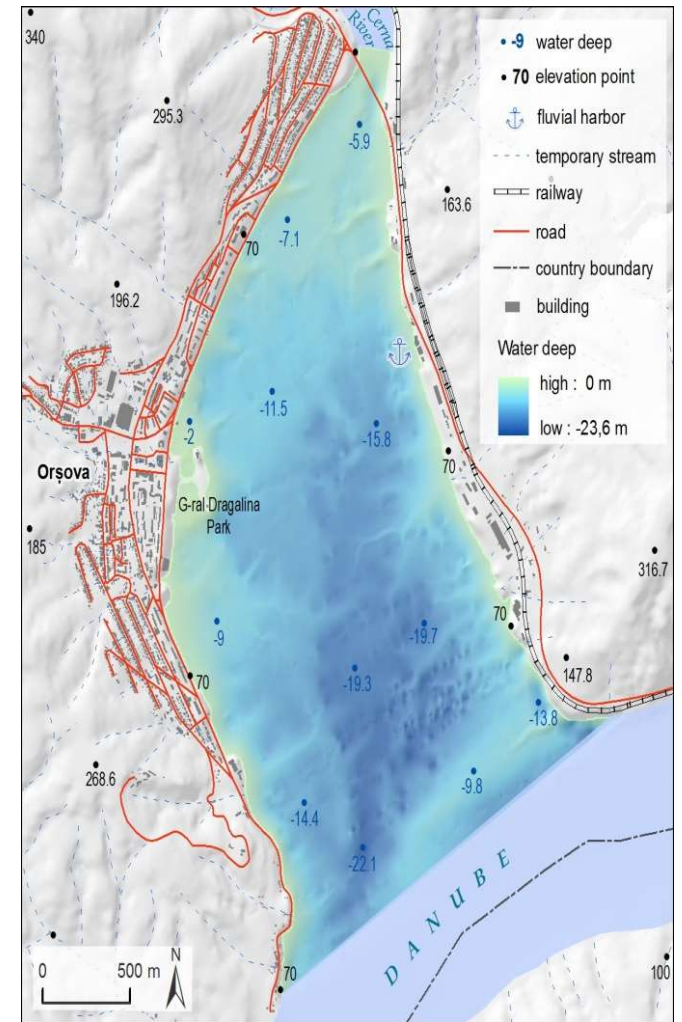 Cerna
River
340
-9 water deep
70 elevation point
fluvial harbor
temporary stream
railway
road
country boundary
building
Water deep
high : 0 m
low : -23,6 m
295.3
-5.9
163.6
-7.1
70
196.2
-11.5
-2
-15.8
70
Orșova
G-ral Dragalina
Park
185
316.7
-9
-19.7
70
147.8
-19.3
70
-13.8
268.6
-9.8
-14.4
-22.1
DANUBE
0 500 m
N
70
100